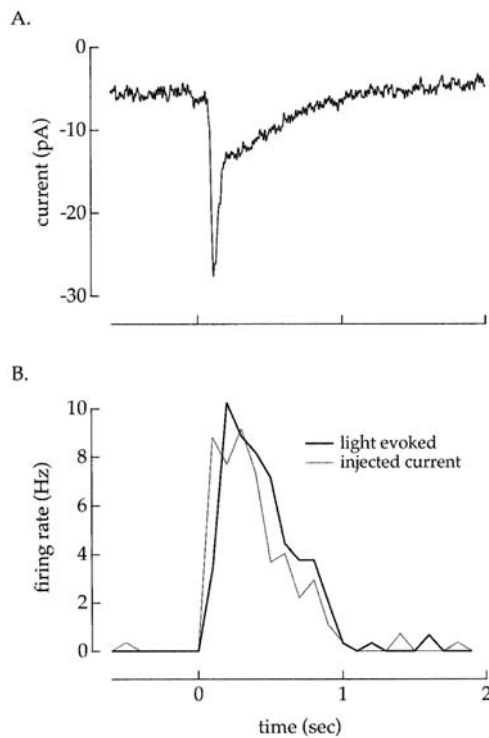 A.
0
-10
-20
-30
current (pA)
B.
10
8
6
4
2
0
firing rate (Hz)
light evoked
injected current
0
1
2
time (sec)